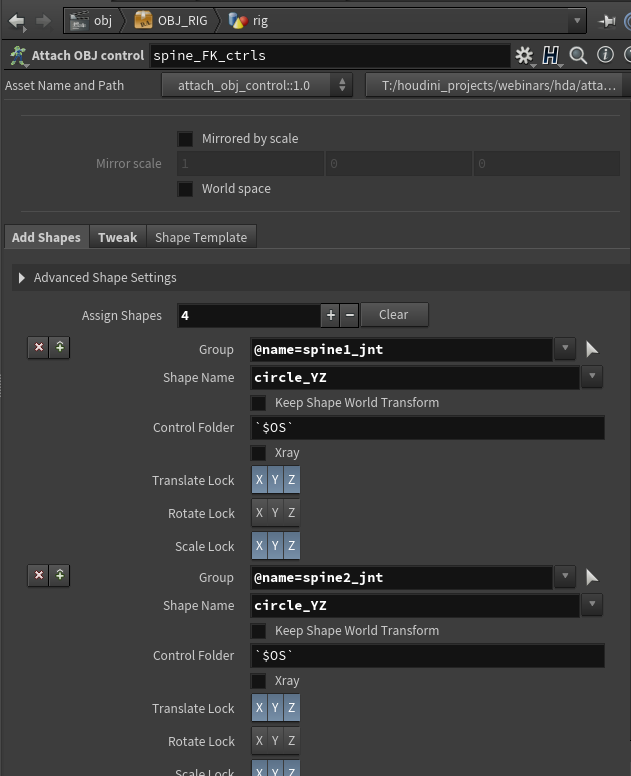 obj OBJ_RIG rig
Attach OBJ control spine_FK_ctrls
Asset Name and Path attach_obj_control::1.0 T:/houdini_projects/webinars/hda/atta...
Mirrored by scale
Mirror scale 1 0 0
World space
Add Shapes Tweak Shape Template
Advanced Shape Settings
Assign Shapes 4 + − Clear
Group @name=spine1_jnt
Shape Name circle_YZ
Keep Shape World Transform
Control Folder `$OS`
Xray
Translate Lock X Y Z
Rotate Lock X Y Z
Scale Lock X Y Z
Group @name=spine2_jnt
Shape Name circle_YZ
Keep Shape World Transform
Control Folder `$OS`
Xray
Translate Lock X Y Z
Rotate Lock X Y Z
Scale Lock X Y Z